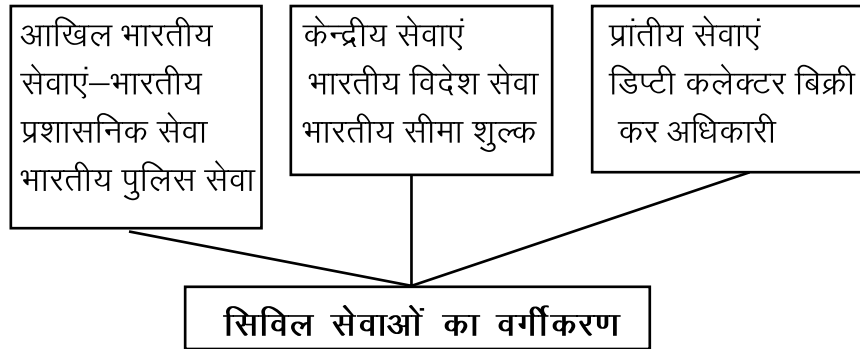 आखिल भारतीय
सेवाएं–भारतीय
प्रशासनिक सेवा
भारतीय पुलिस सेवा
केन्द्रीय सेवाएं
भारतीय विदेश सेवा
भारतीय सीमा शुल्क
प्रांतीय सेवाएं
डिप्टी कलेक्टर बिक्री
कर अधिकारी
सिविल सेवाओं का वर्गीकरण